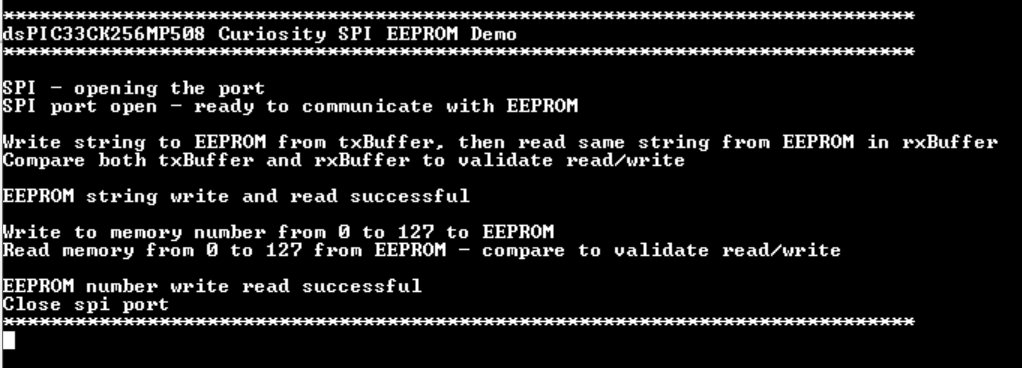 ****************************************************************************
dsPIC33CK256MP508 Curiosity SPI EEPROM Demo
****************************************************************************
SPI - opening the port
SPI port open - ready to communicate with EEPROM
Write string to EEPROM from txBuffer, then read same string from EEPROM in rxBuffer
Compare both txBuffer and rxBuffer to validate read/write
EEPROM string write and read successful
Write to memory number from 0 to 127 to EEPROM
Read memory from 0 to 127 from EEPROM - compare to validate read/write
EEPROM number write read successful
Close spi port
****************************************************************************